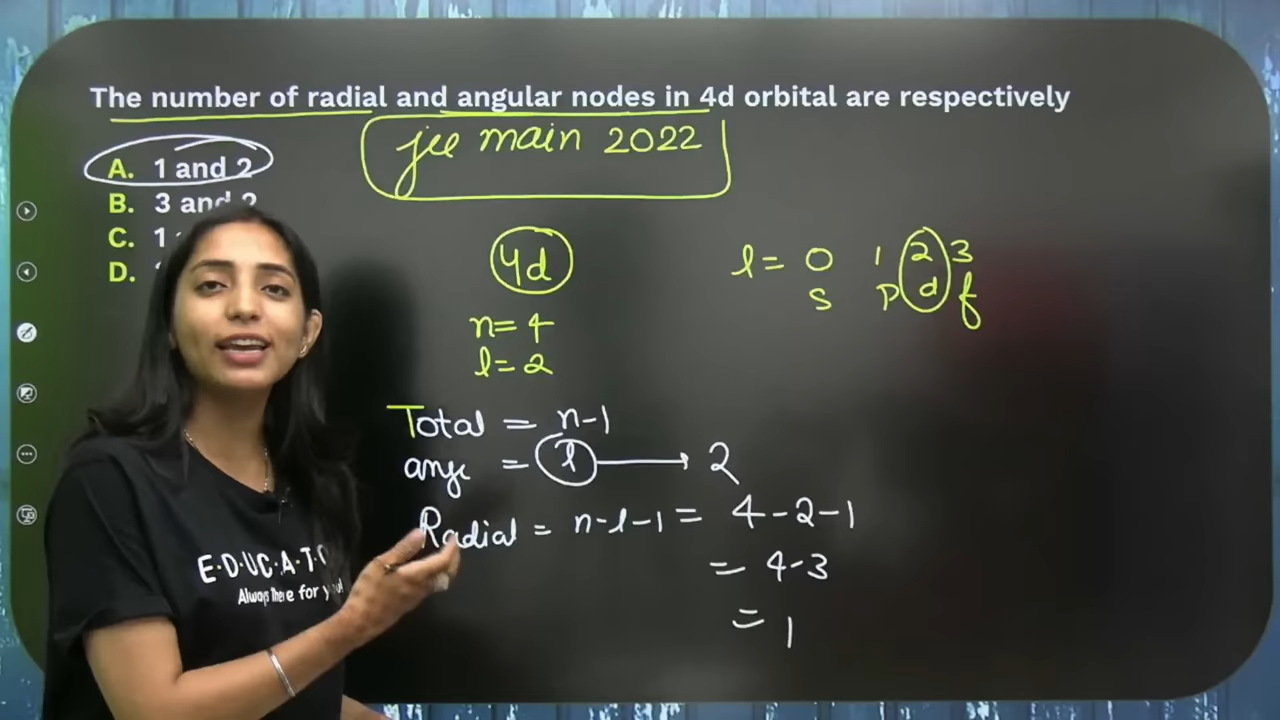 The number of radial and angular nodes in 4d orbital are respectively
jee main 2022
A. 1 and 2
B. 3 and 2
C. 1
D.
4d
l = 0 1 2 3
s p d f
n=4
l=2
Total = n-1
ange = l → 2
Radial = n-l-1 = 4-2-1
= 4-3
= 1
E·D·U·C·A·T·
Always there for you!